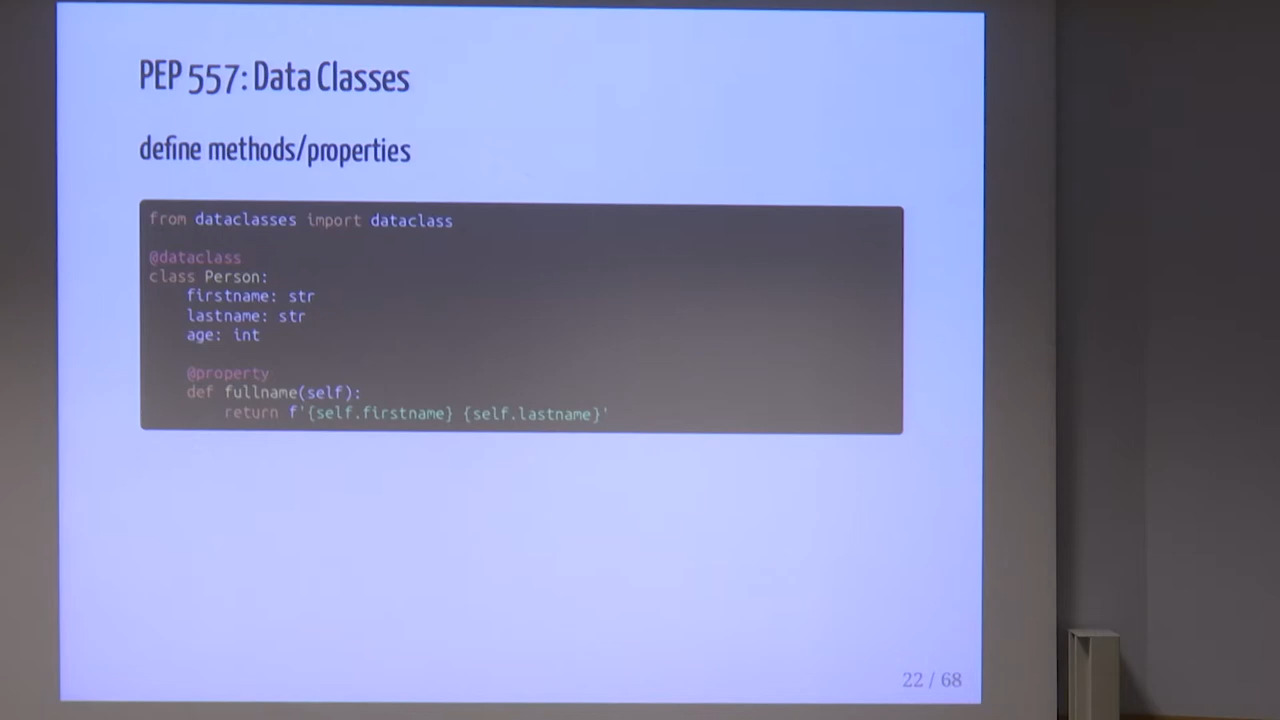 PEP 557: Data Classes
define methods/properties
from dataclasses import dataclass
@dataclass
class Person:
    firstname: str
    lastname: str
    age: int
    @property
    def fullname(self):
        return f'{self.firstname} {self.lastname}'
22 / 68